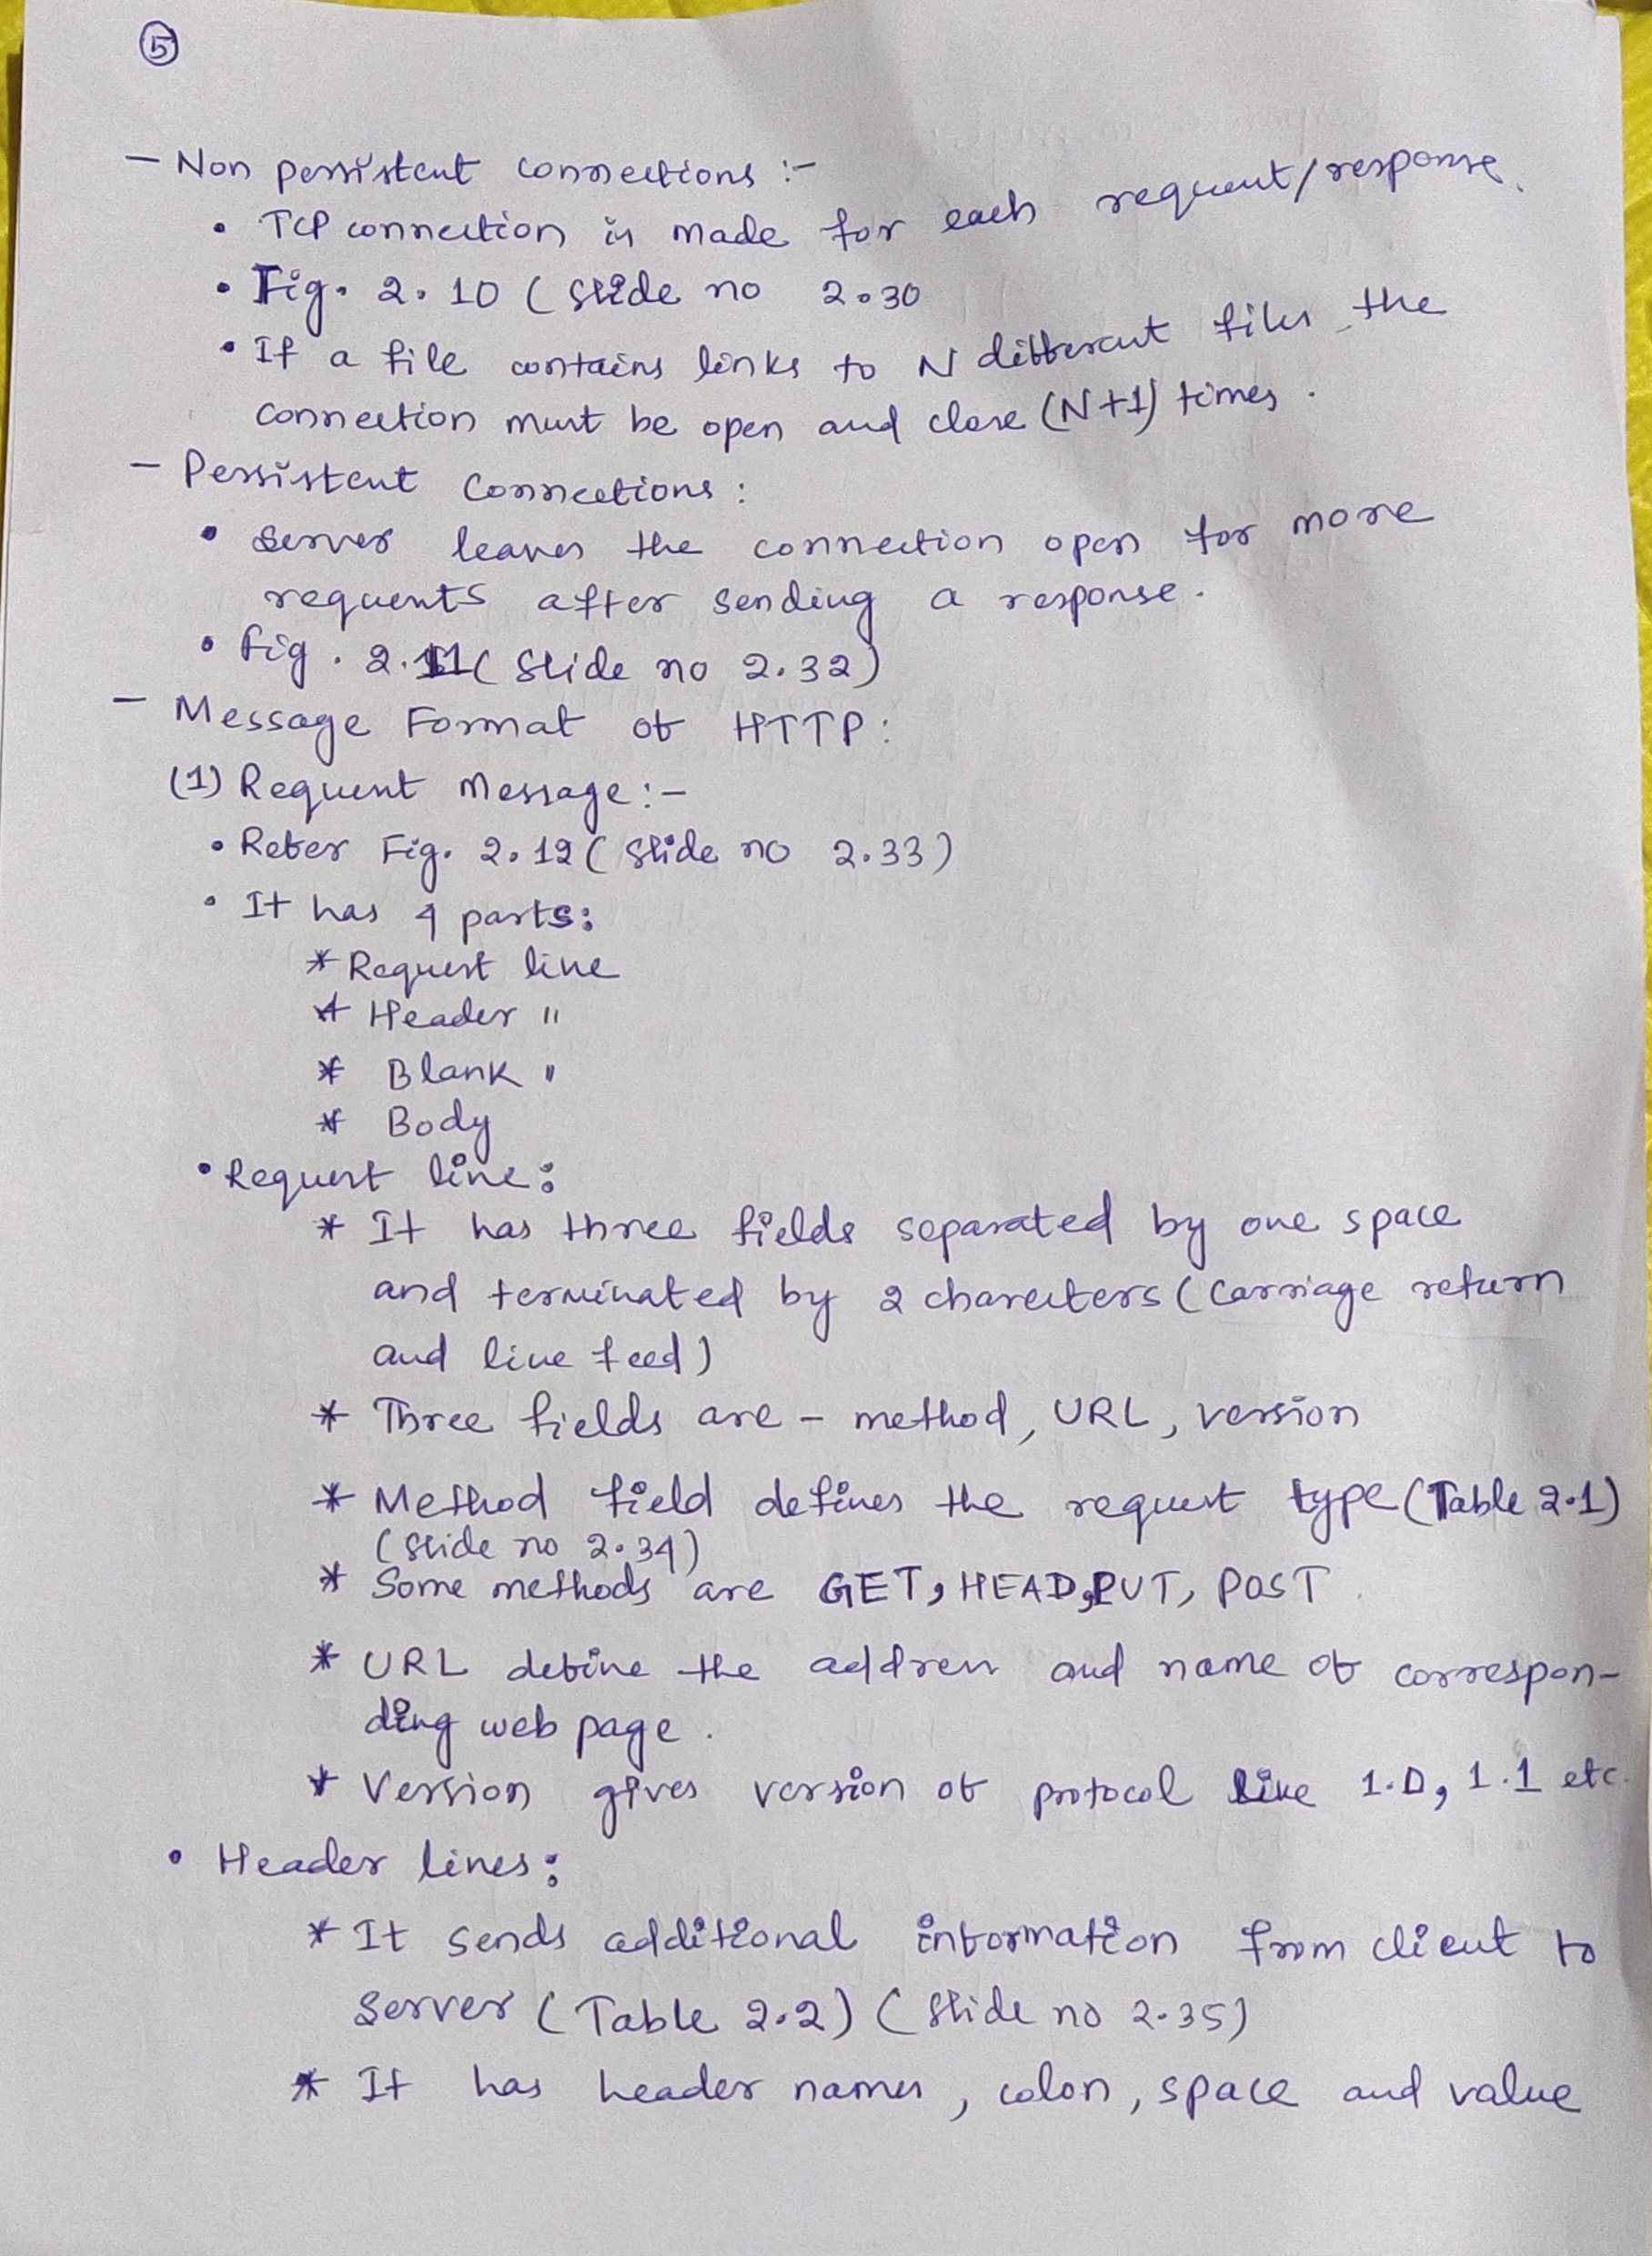 5
— Non persistent connections :-
• TCP connection is made for each request/response.
• Fig. 2.10 ( Slide no 2.30
• If a file contains links to N different files the
connection must be open and close (N+1) times.
— Persistent Connections :
• Server leaves the connection open for more
requests after sending a response.
• Fig. 2.11 ( Slide no 2.32)
— Message Format of HTTP:
(1) Request Message :-
• Refer Fig. 2.12 ( Slide no 2.33)
• It has 4 parts:
* Request line
* Header "
* Blank "
* Body
• Request line:
* It has three fields separated by one space
and terminated by 2 charecters ( Carriage return
and line feed)
* Three fields are - method, URL, version
* Method field defines the request type (Table 2.1)
(Slide no 2.34)
* Some methods are GET, HEAD, PUT, POST
* URL define the address and name of correspon-
ding web page.
* Version gives version of protocol like 1.0, 1.1 etc.
• Header lines:
* It sends additional information from client to
server ( Table 2.2) ( Slide no 2.35)
* It has header names, colon, space and value